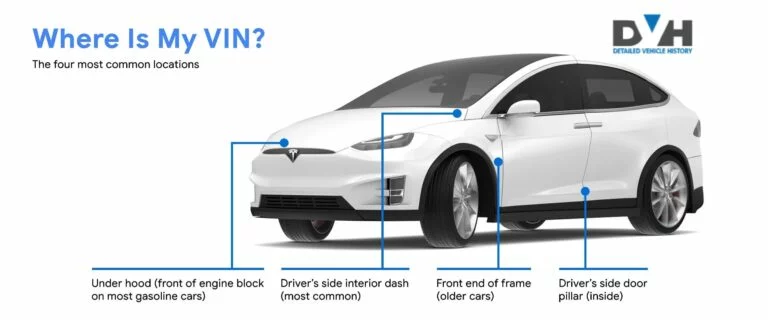 Where Is My VIN?
The four most common locations
DVH
DETAILED VEHICLE HISTORY
Under hood (front of engine block
on most gasoline cars)
Driver's side interior dash
(most common)
Front end of frame
(older cars)
Driver's side door
pillar (inside)